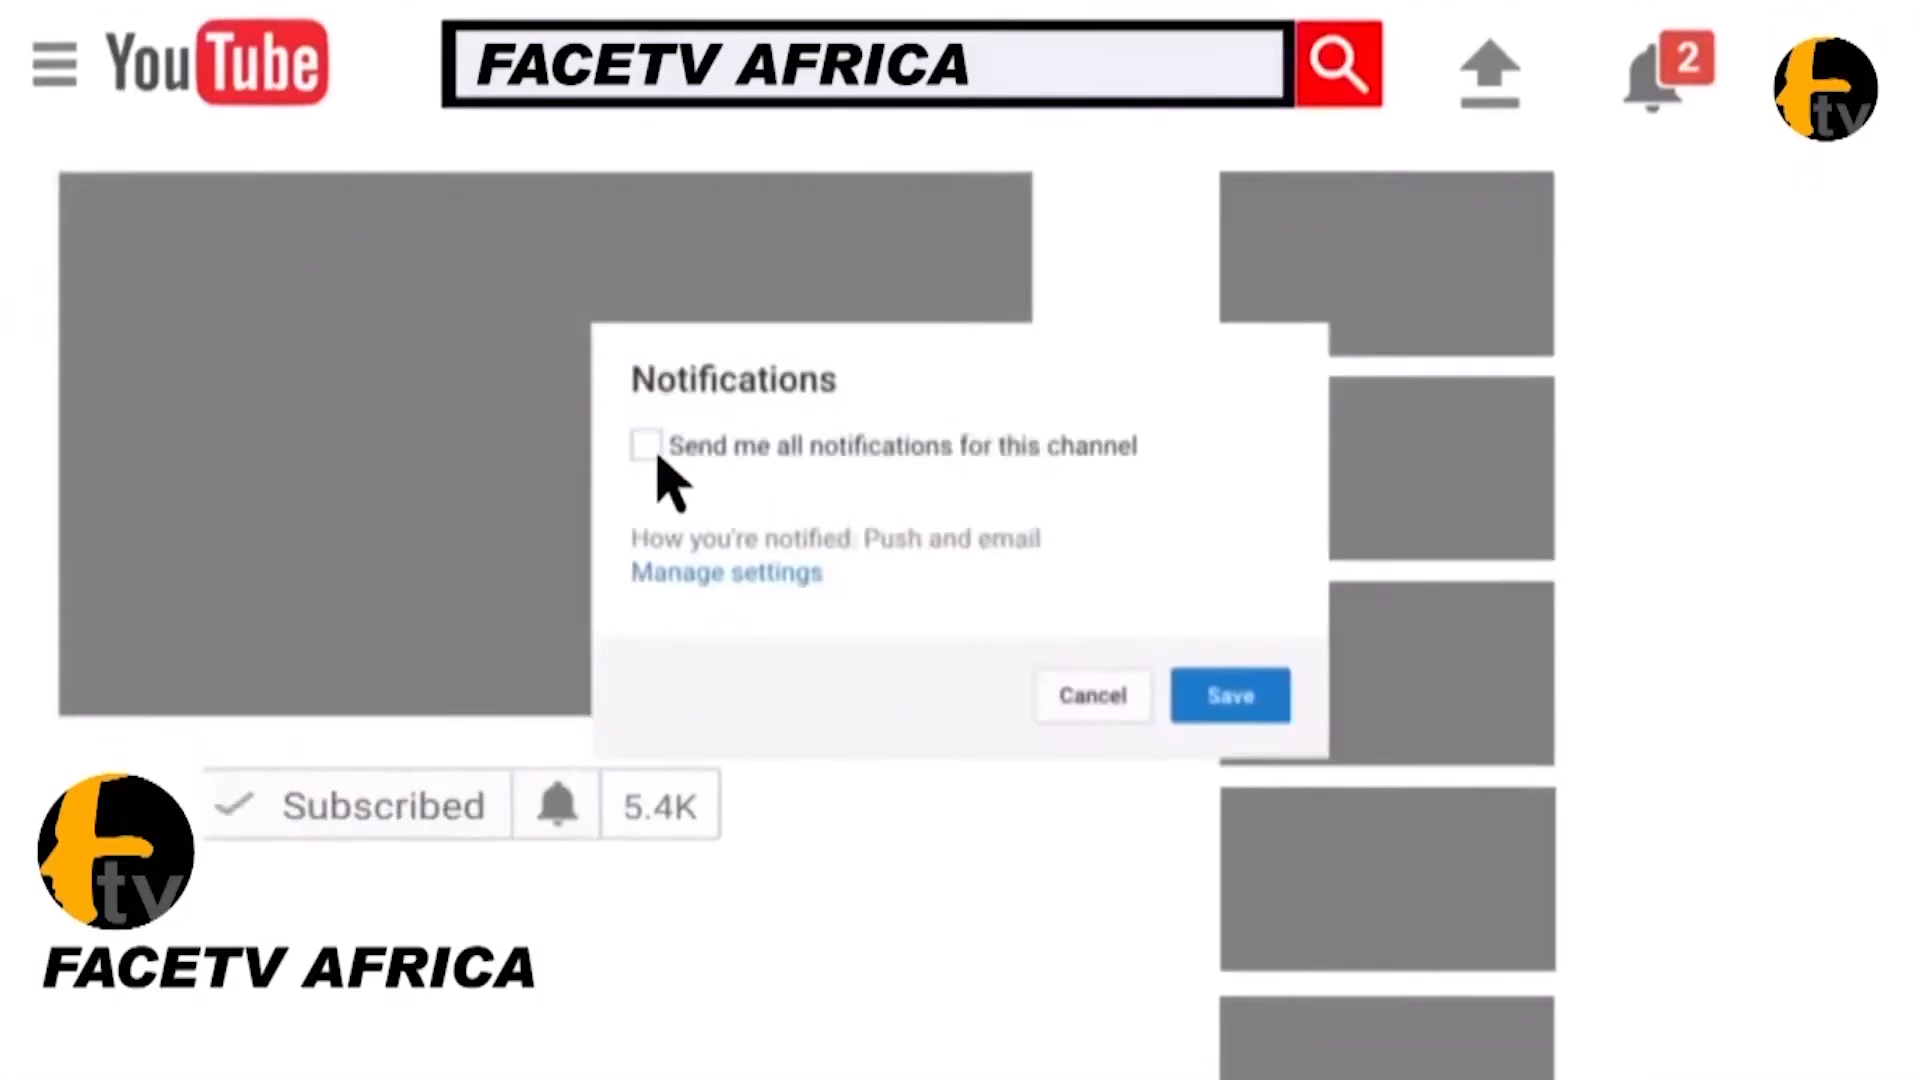 YouTube
FACETV AFRICA
2
tv
Notifications
Send me all notifications for this channel
How you're notified: Push and email
Manage settings
Cancel
Save
Subscribed
5.4K
tv
FACETV AFRICA